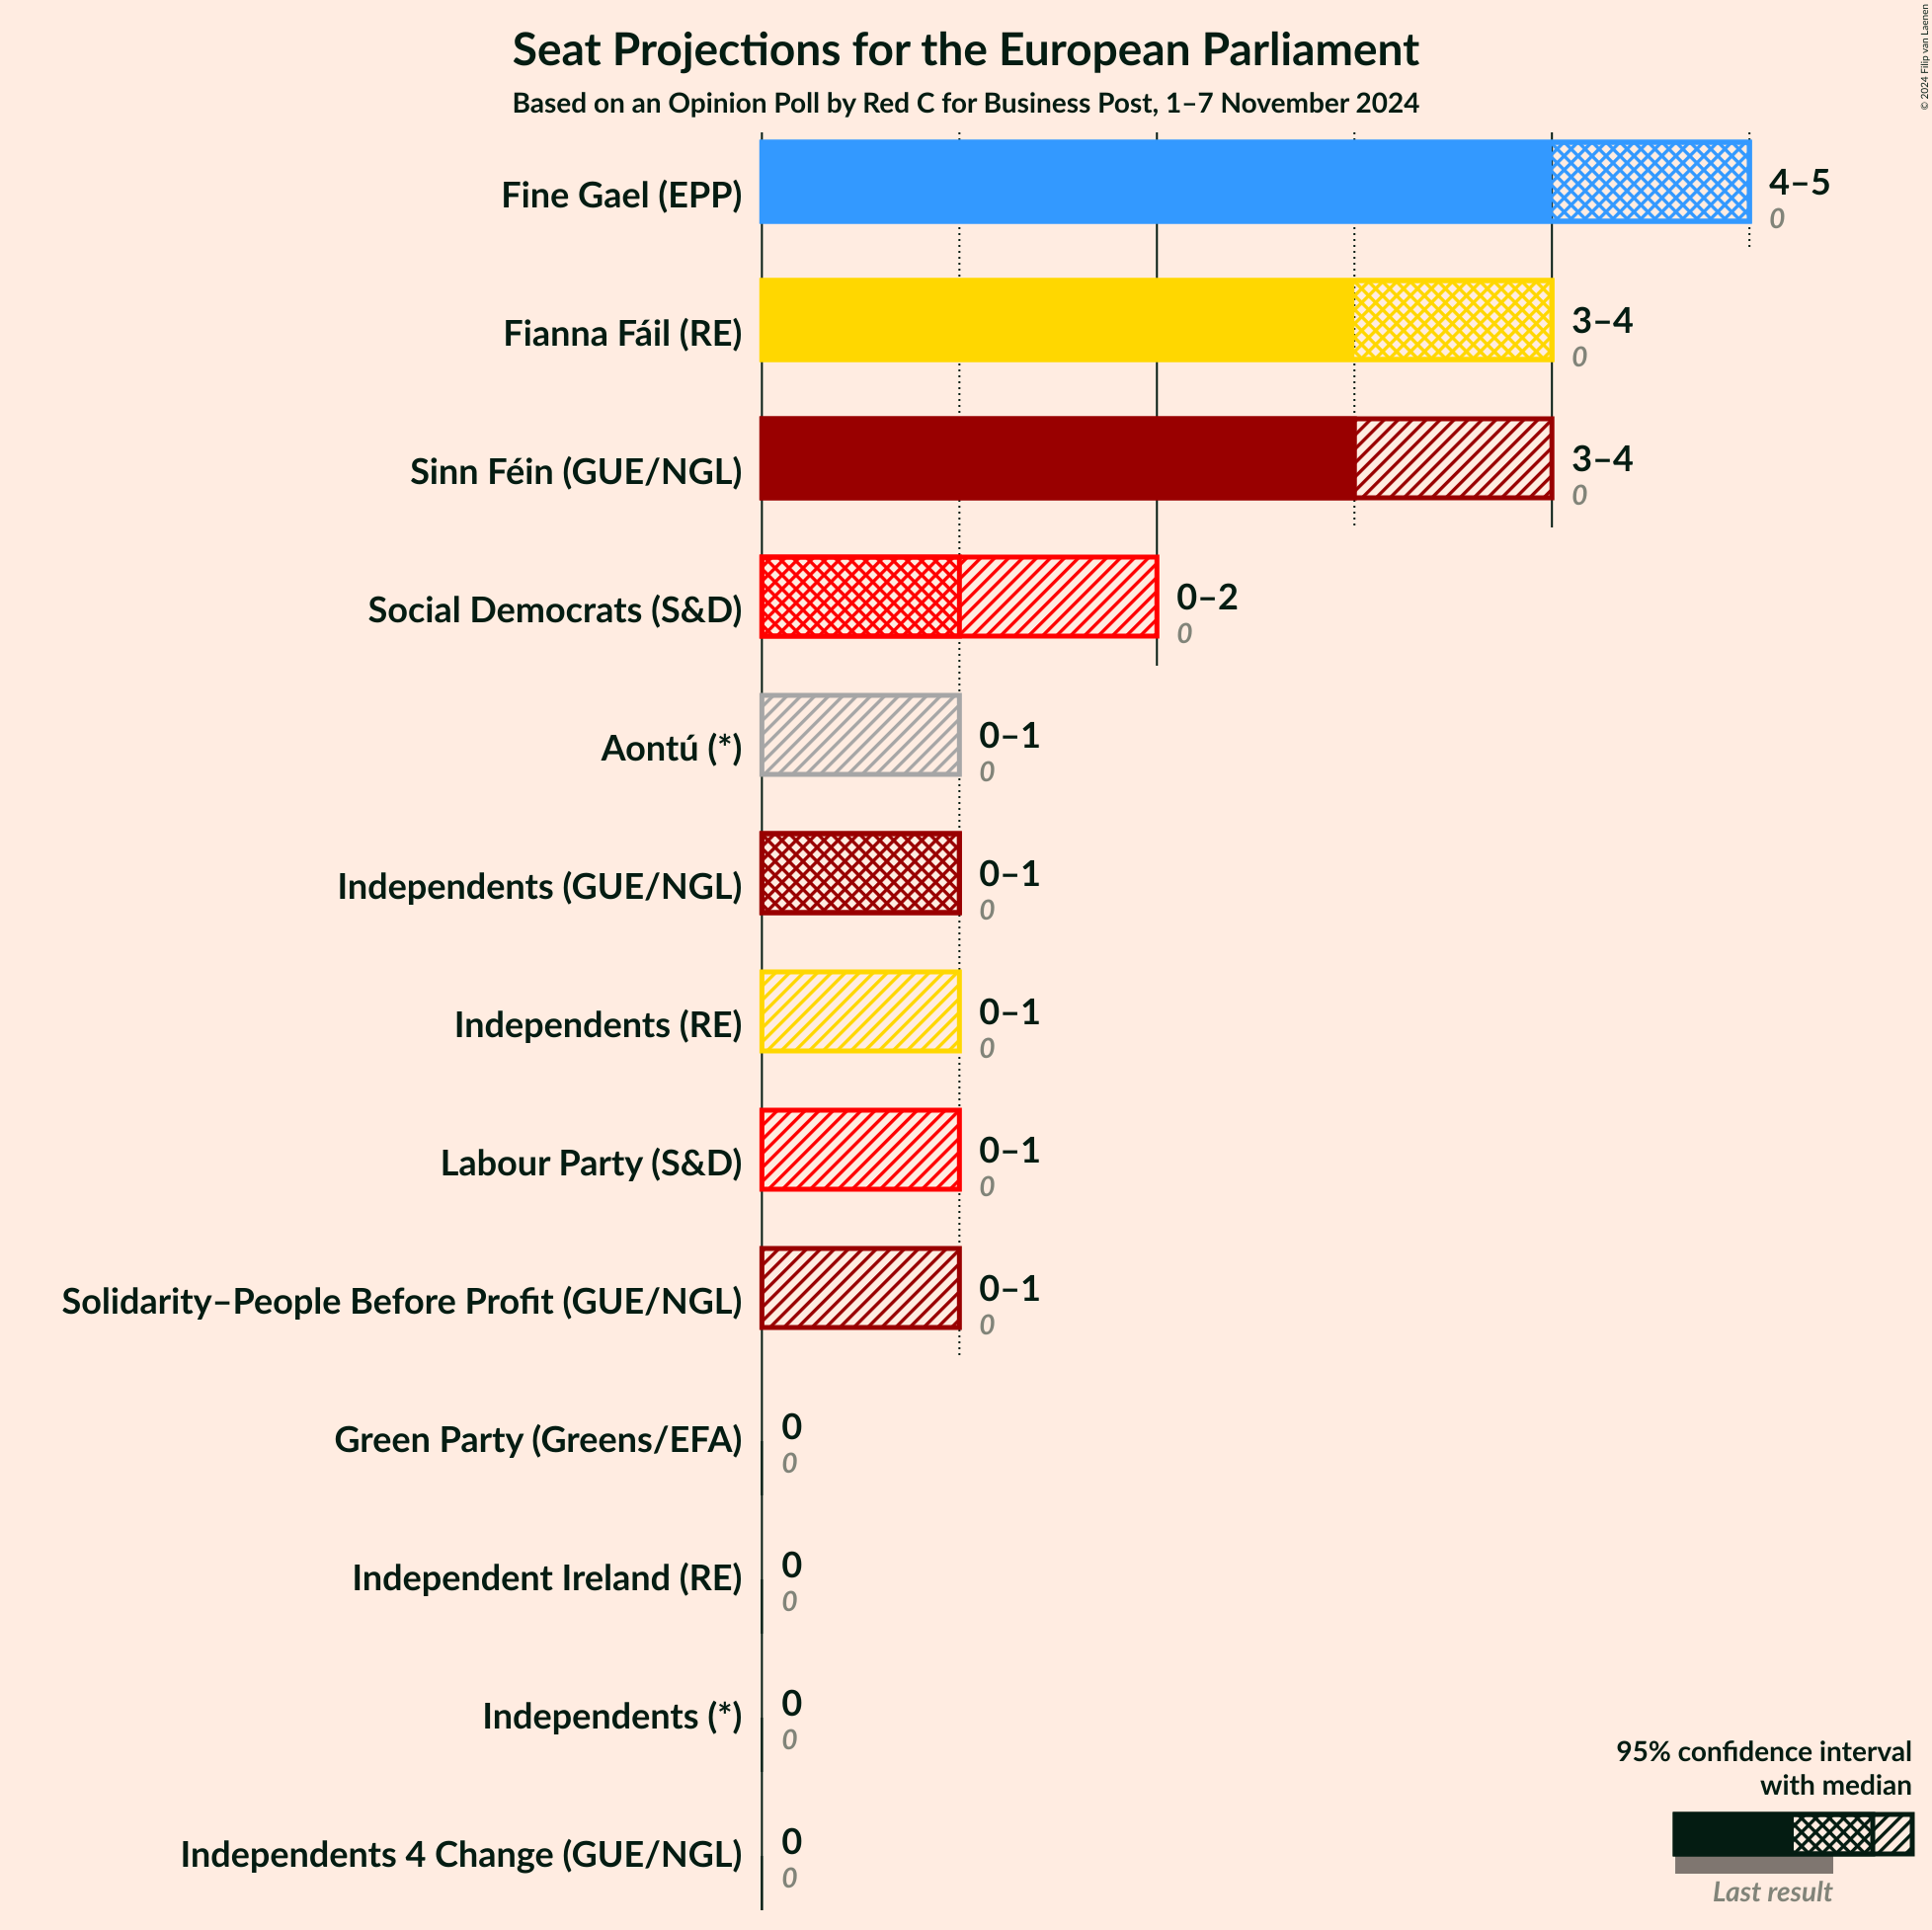 Seat Projections for the European Parliament
Based on an Opinion Poll by Red C for Business Post, 1–7 November 2024
© 2024 Filip van Laenen
Fine Gael (EPP)
4–5
0
Fianna Fáil (RE)
3–4
0
Sinn Féin (GUE/NGL)
3–4
0
Social Democrats (S&D)
0–2
0
Aontú (*)
0–1
0
Independents (GUE/NGL)
0–1
0
Independents (RE)
0–1
0
Labour Party (S&D)
0–1
0
Solidarity–People Before Profit (GUE/NGL)
0–1
0
Green Party (Greens/EFA)
0
0
Independent Ireland (RE)
0
0
Independents (*)
0
0
Independents 4 Change (GUE/NGL)
0
0
95% confidence interval
with median
Last result